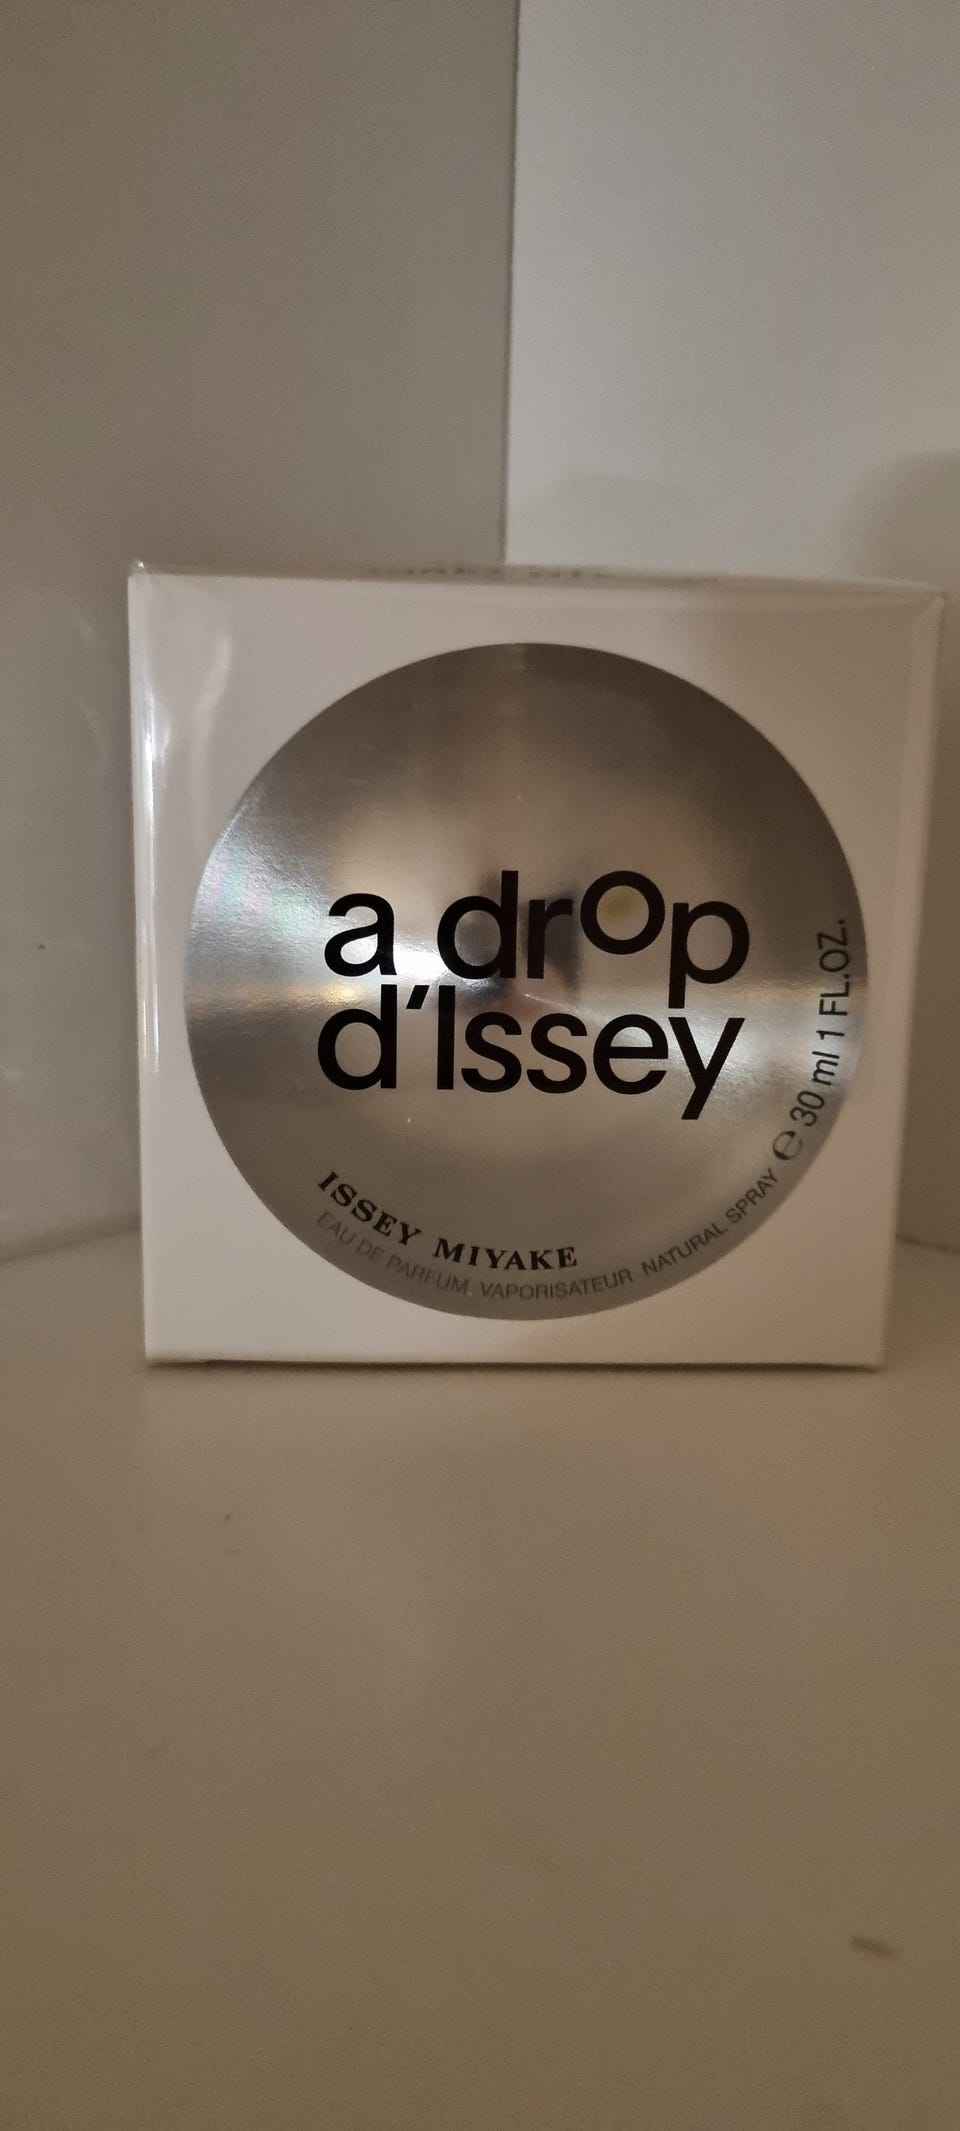 a drop
d'Issey
ISSEY MIYAKE
EAU DE PARFUM. VAPORISATEUR NATURAL SPRAY ℮ 30 ml 1 FL.OZ.